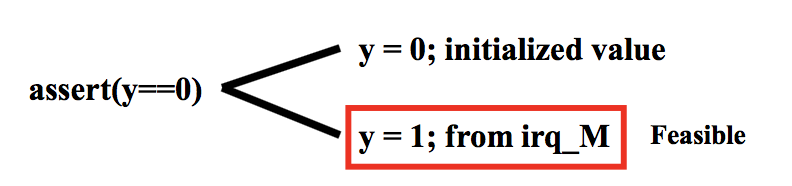 y = 0; initialized value
assert(y==0)
y = 1; from irq_M Feasible